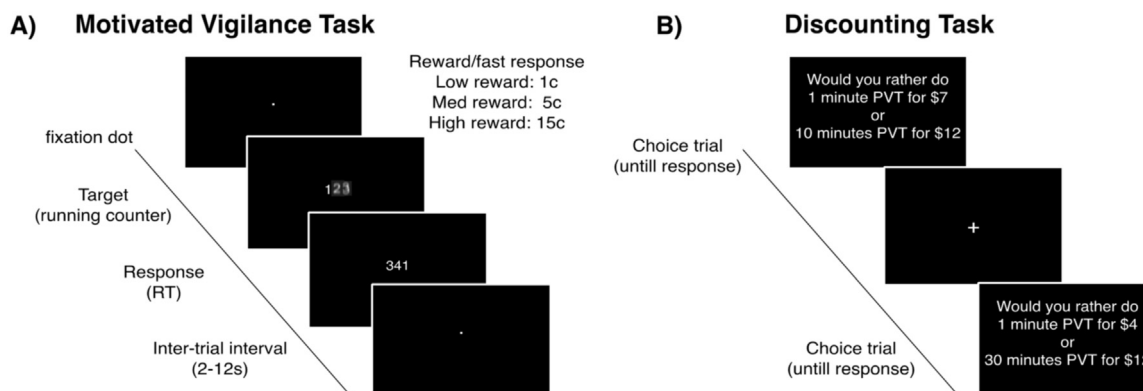 A) Motivated Vigilance Task
Reward/fast response
Low reward: 1c
Med reward: 5c
High reward: 15c
fixation dot
Target
(running counter)
123
Response
(RT)
341
Inter-trial interval
(2-12s)
B) Discounting Task
Would you rather do
1 minute PVT for $7
or
10 minutes PVT for $12
Choice trial
(untill response)
+
Would you rather do
1 minute PVT for $4
or
30 minutes PVT for
Choice trial
(untill response)